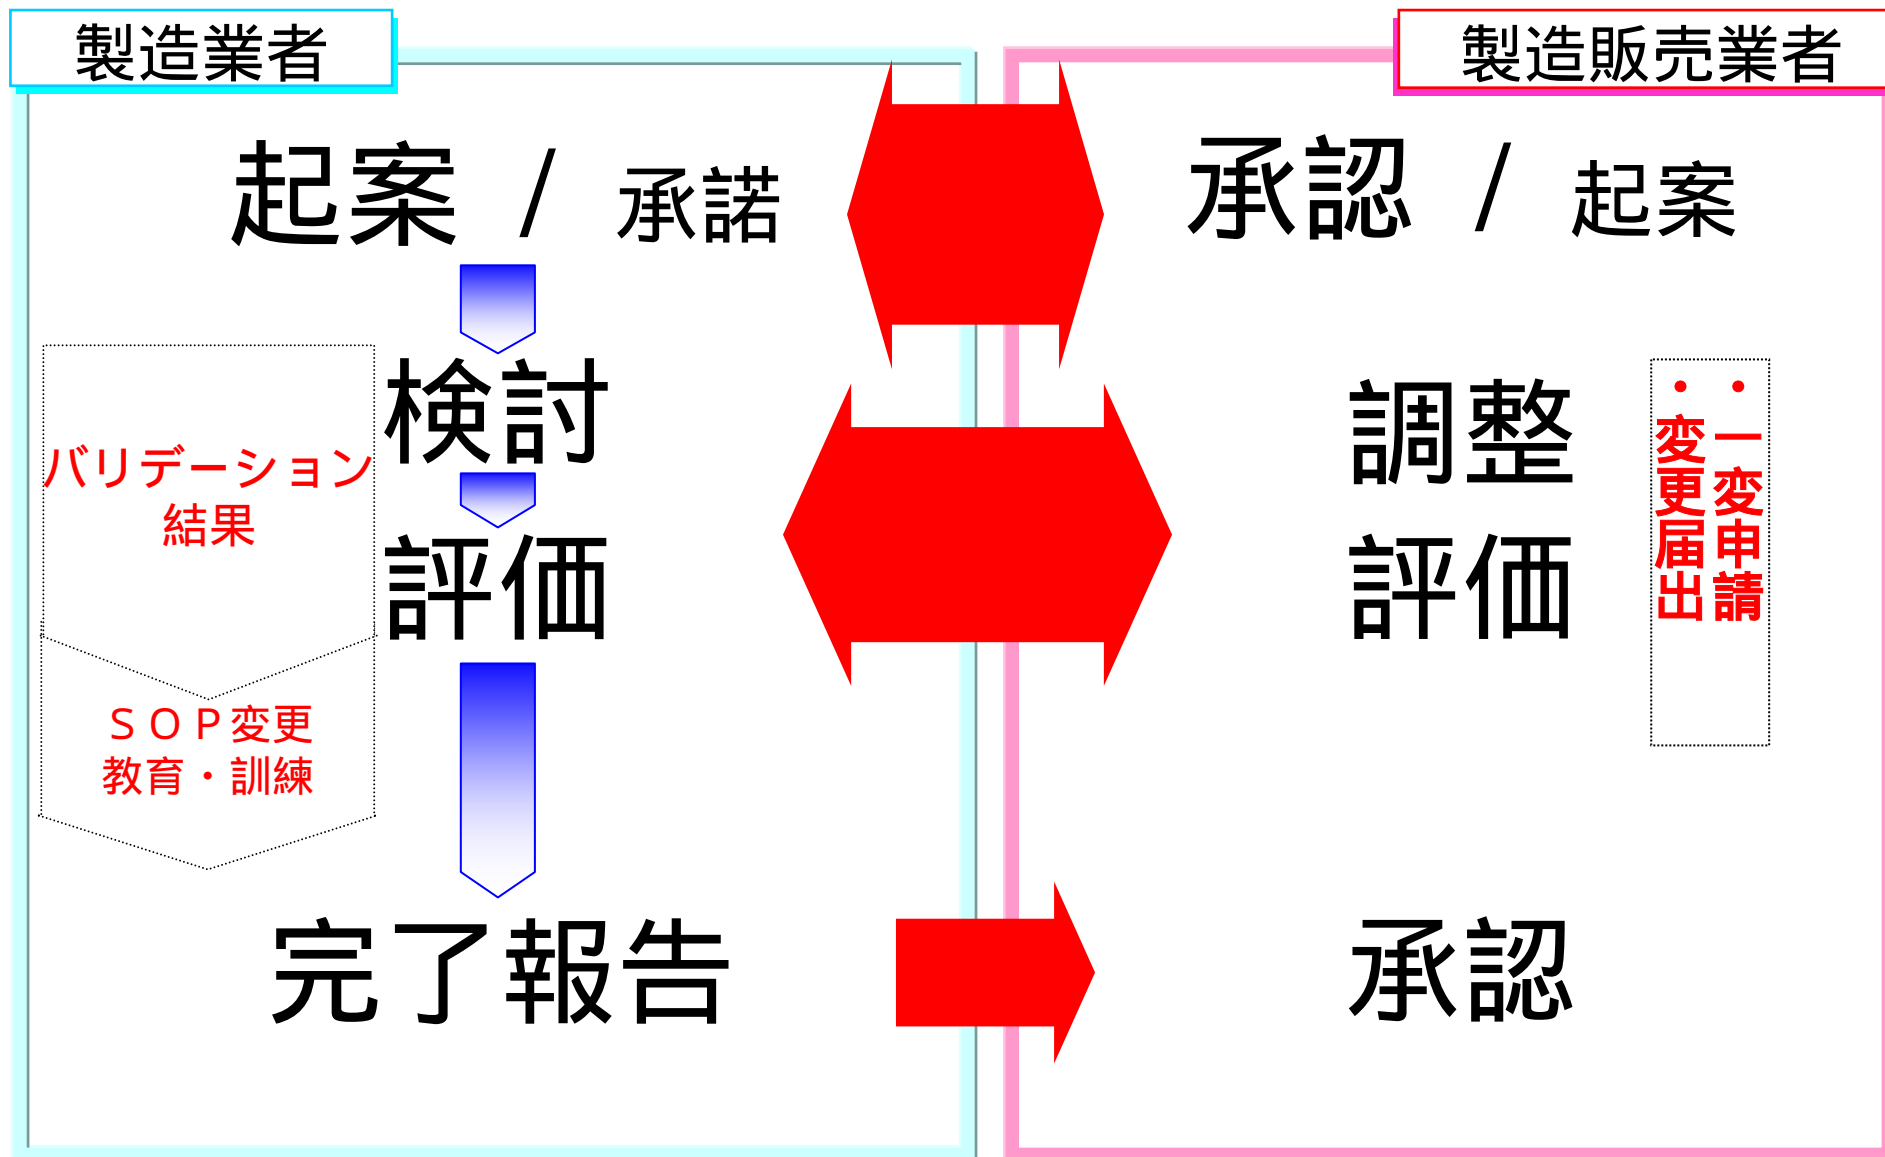 製造業者
製造販売業者
起案 / 承諾
承認 / 起案
検討
評価
バリデーション
結果
ＳＯＰ変更
教育・訓練
調整
評価
・一変申請
・変更届出
完了報告
承認